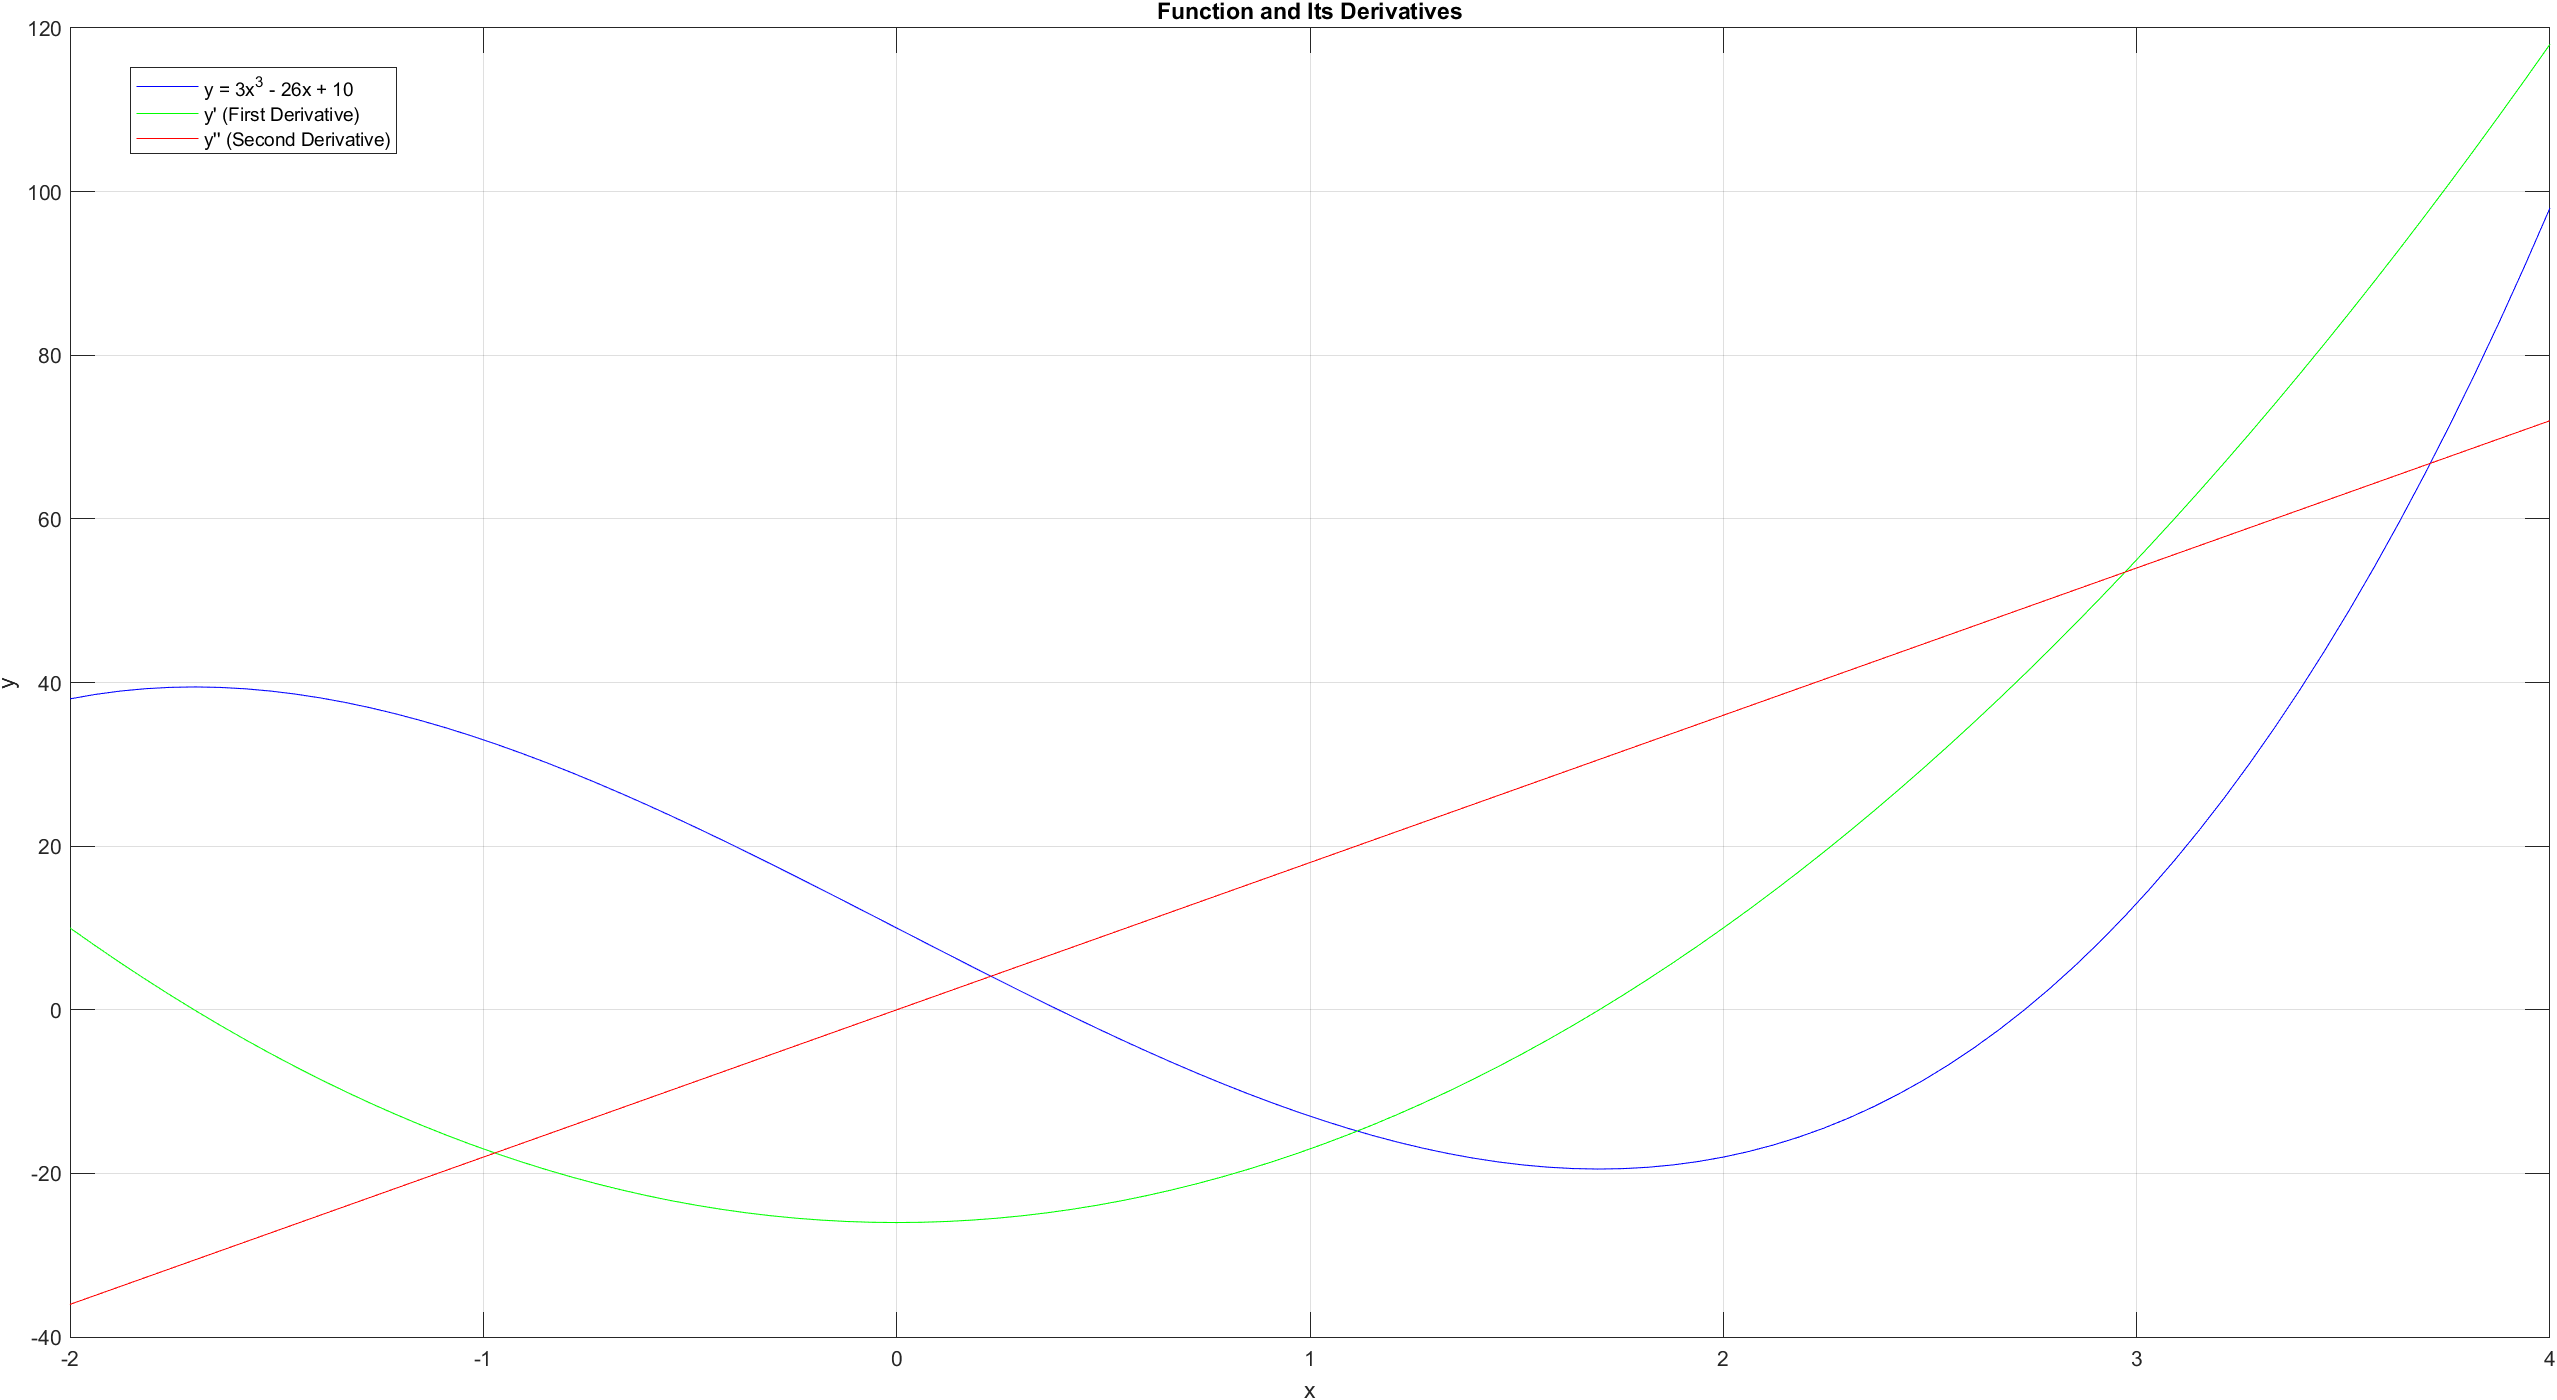 Function and Its Derivatives
y = 3x³ - 26x + 10
y' (First Derivative)
y'' (Second Derivative)
120
100
80
60
40
20
0
-20
-40
y
-2 -1 0 1 2 3 4
x